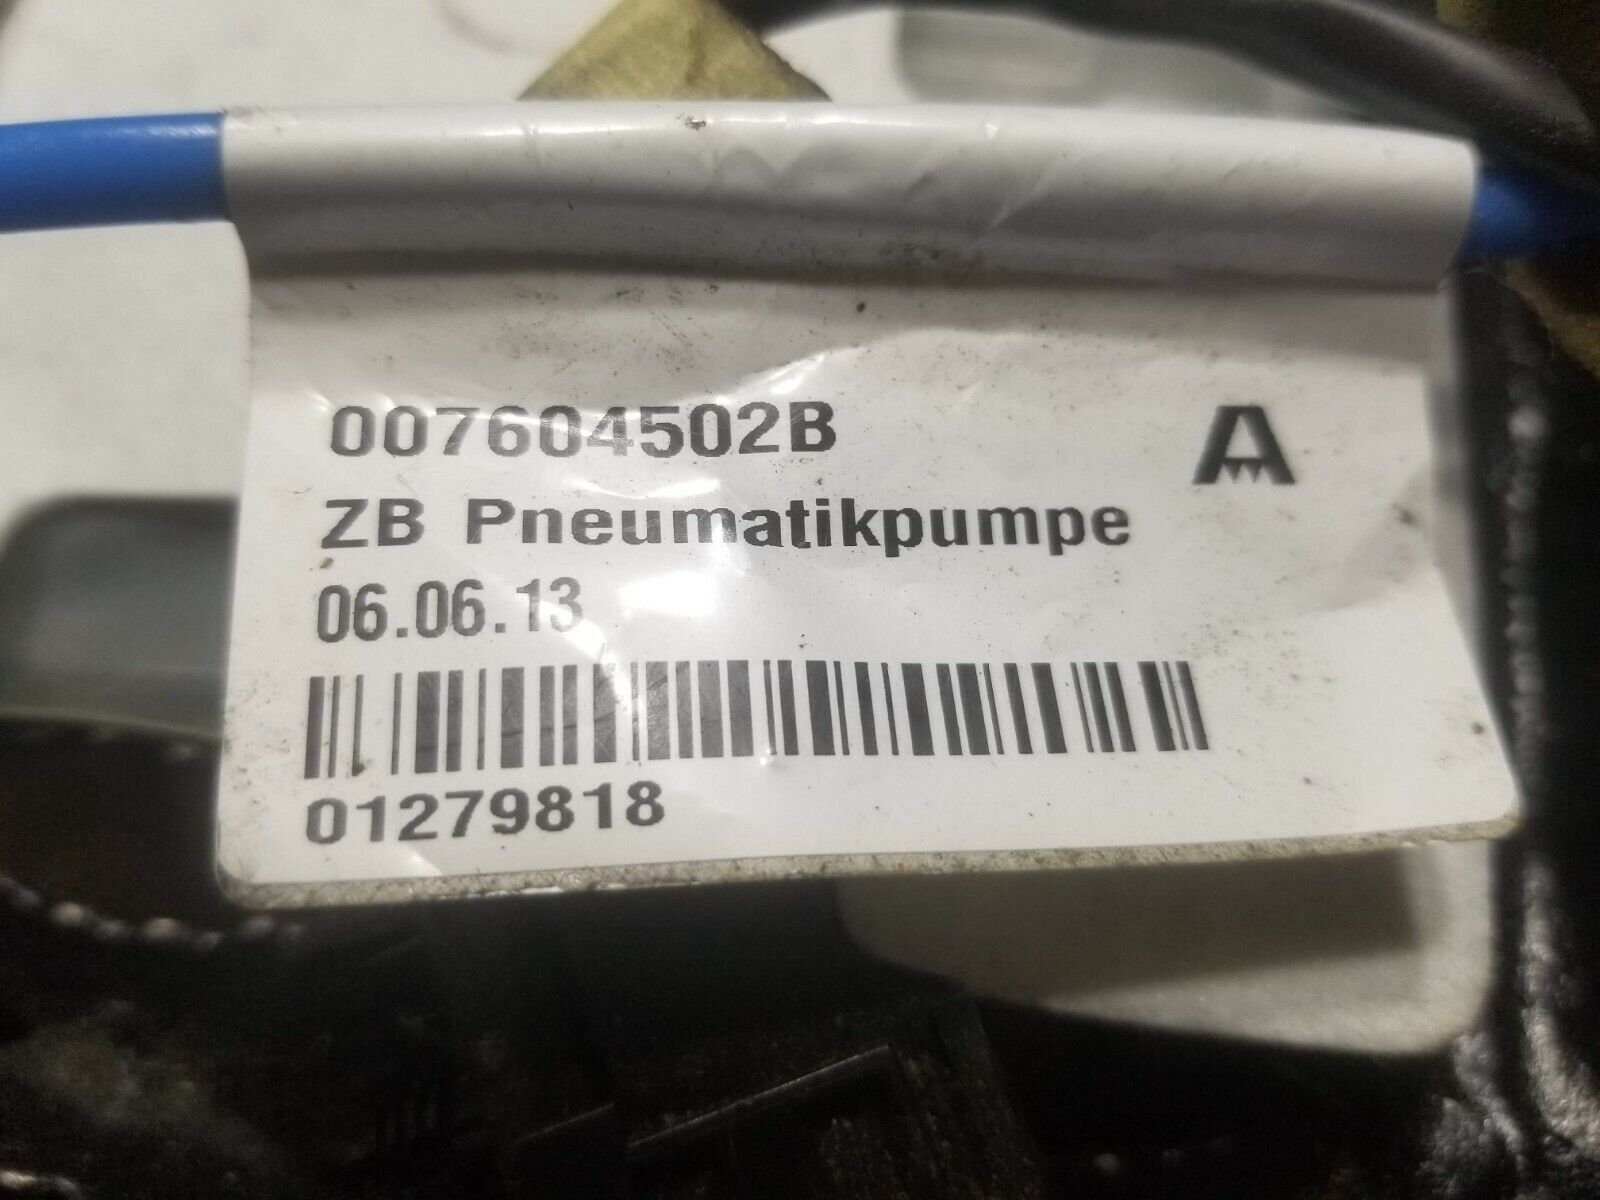 007604502B
A
ZB Pneumatikpumpe
06.06.13
01279818